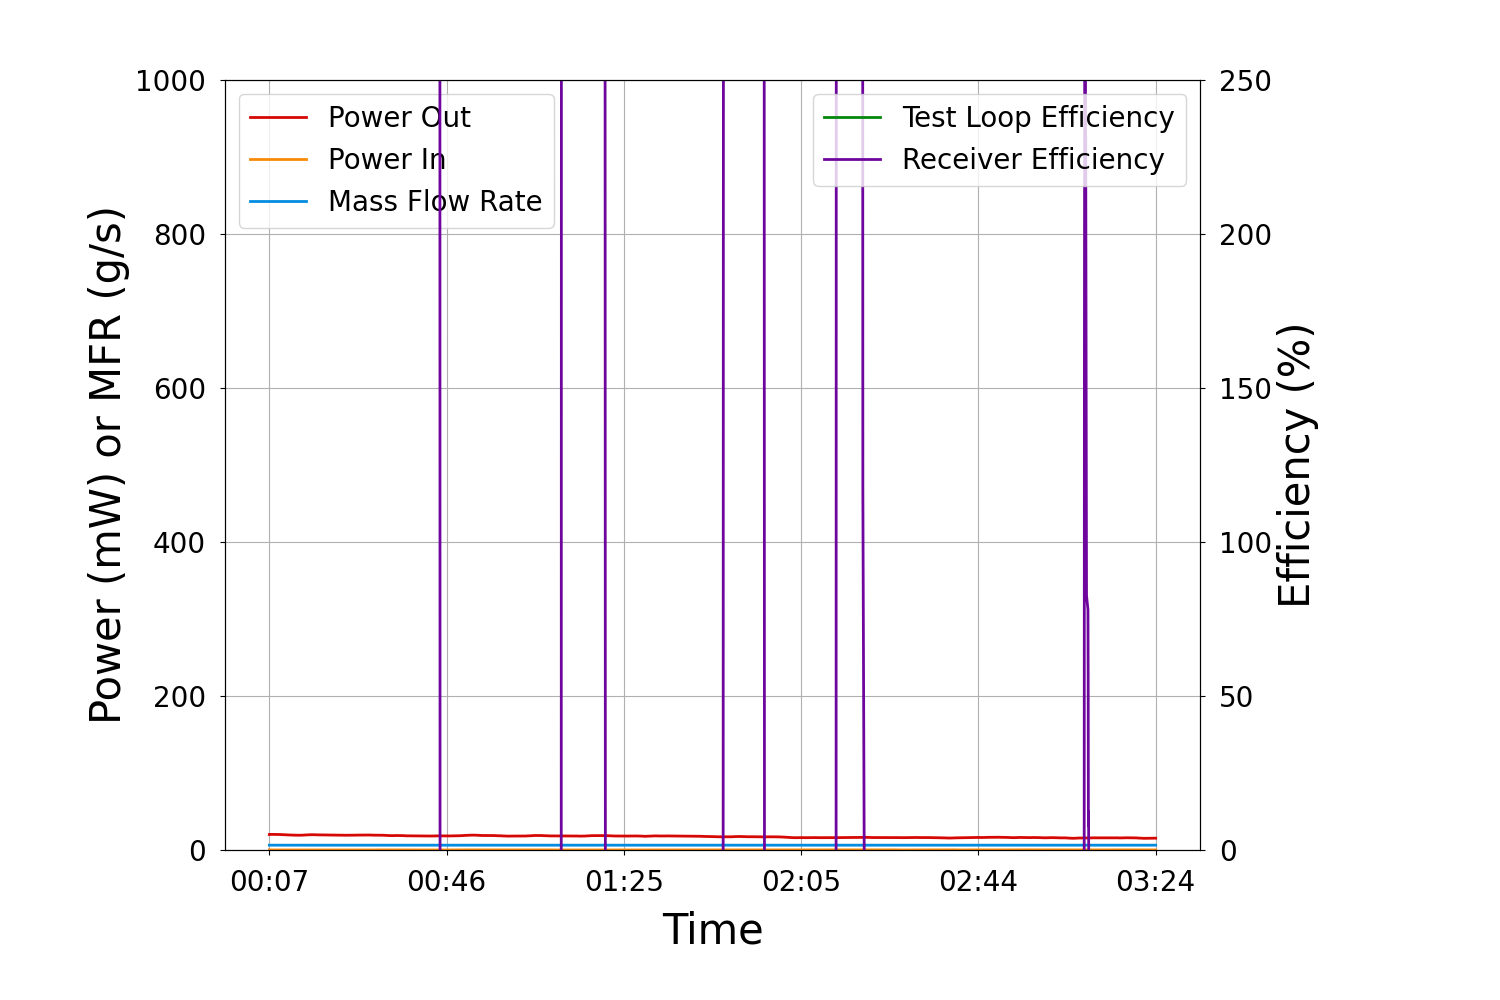 1000
800
600
400
200
0
Power (mW) or MFR (g/s)
Power Out
Power In
Mass Flow Rate
Test Loop Efficiency
Receiver Efficiency
250
200
150
100
50
0
Efficiency (%)
00:07 00:46 01:25 02:05 02:44 03:24
Time